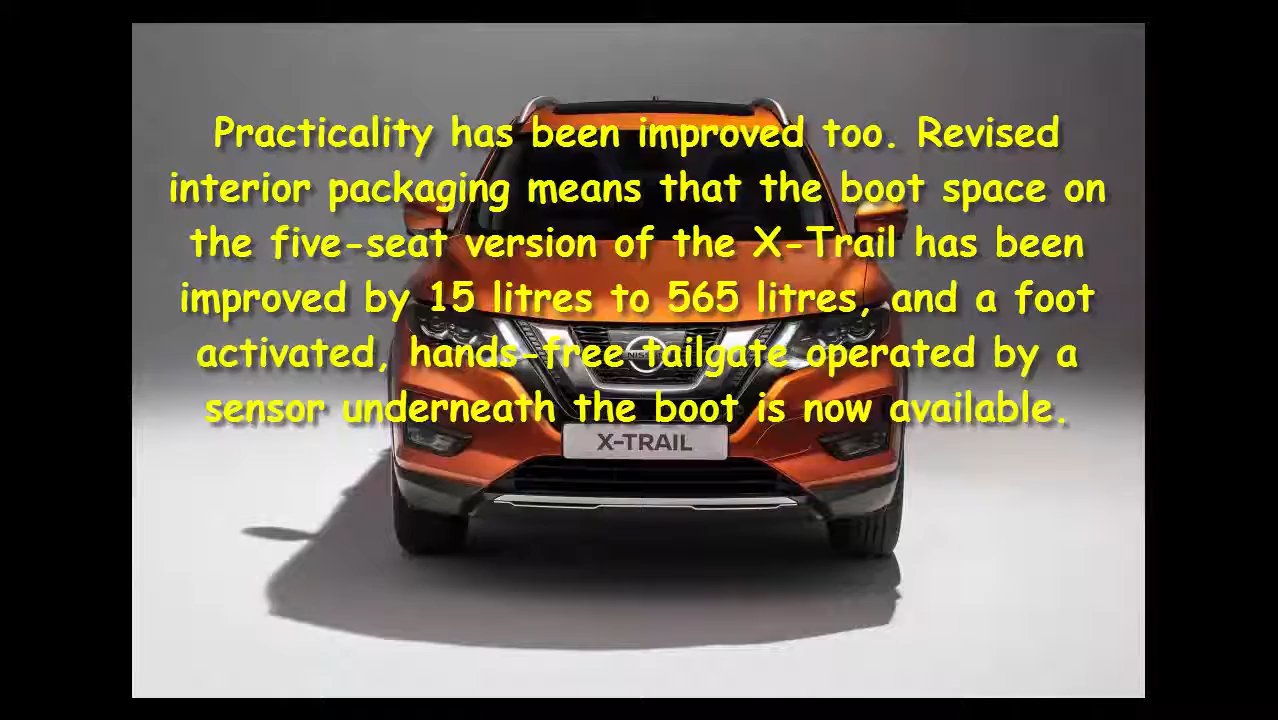 Practicality has been improved too. Revised
interior packaging means that the boot space on
the five-seat version of the X-Trail has been
improved by 15 litres to 565 litres, and a foot
activated, hands-free tailgate operated by a
sensor underneath the boot is now available.
X-TRAIL